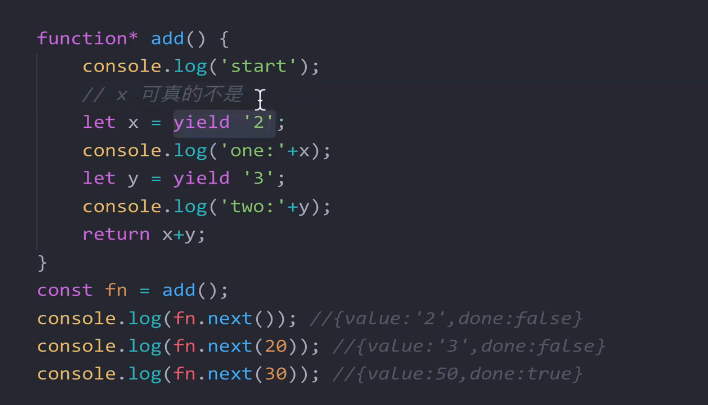 function* add() {
    console.log('start');
    // x 可真的不是
    let x = yield '2';
    console.log('one:'+x);
    let y = yield '3';
    console.log('two:'+y);
    return x+y;
}
const fn = add();
console.log(fn.next()); //{value:'2',done:false}
console.log(fn.next(20)); //{value:'3',done:false}
console.log(fn.next(30)); //{value:50,done:true}